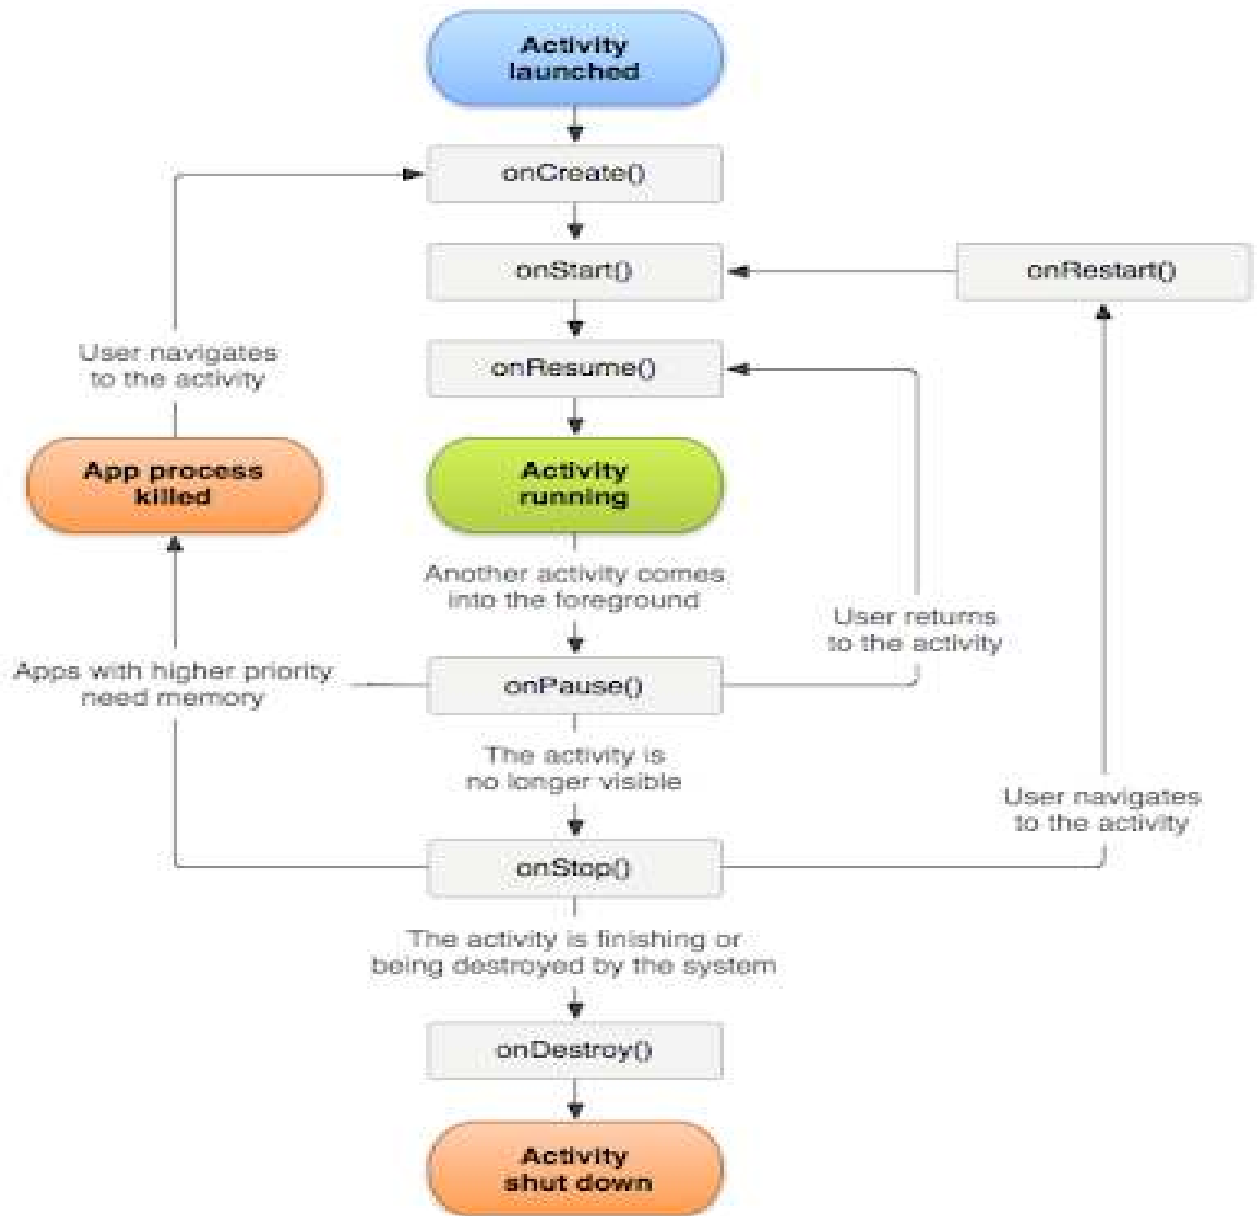 Activity
launched
onCreate()
onStart()
onRestart()
User navigates
to the activity
onResume()
App process
killed
Activity
running
Another activity comes
into the foreground
User returns
to the activity
Apps with higher priority
need memory
onPause()
The activity is
no longer visible
User navigates
to the activity
onStop()
The activity is finishing or
being destroyed by the system
onDestroy()
Activity
shut down